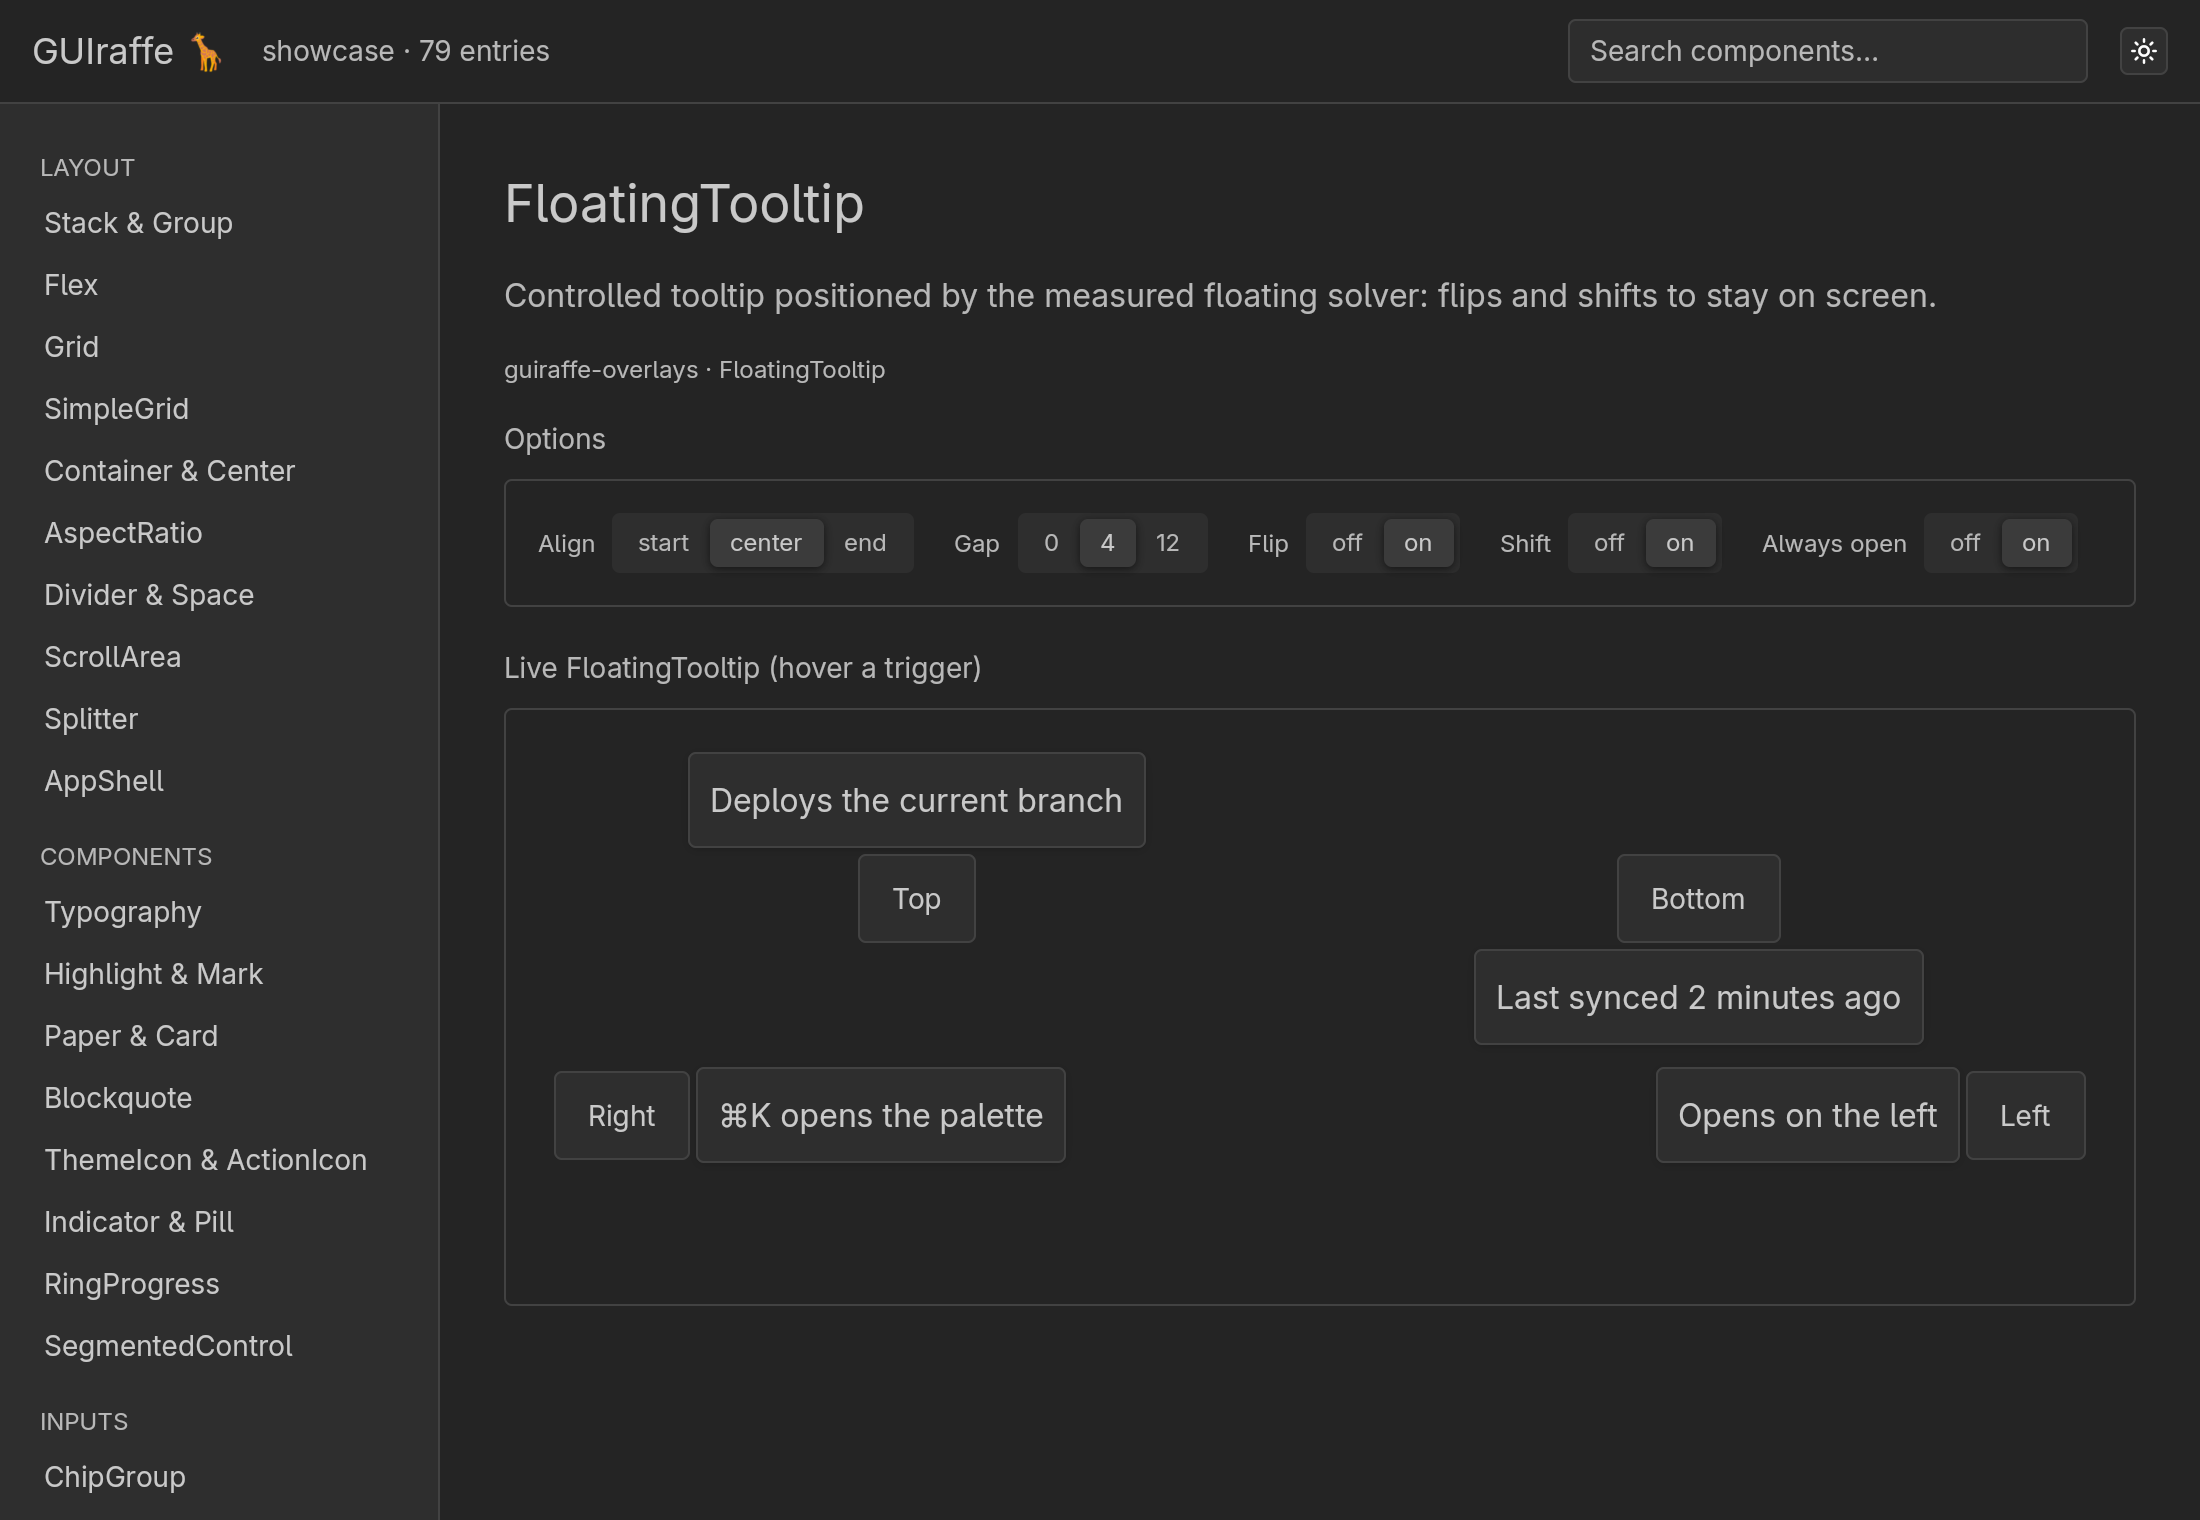 GUIraffe 🦒 showcase · 79 entries
Search components...
LAYOUT
Stack & Group
Flex
Grid
SimpleGrid
Container & Center
AspectRatio
Divider & Space
ScrollArea
Splitter
AppShell
COMPONENTS
Typography
Highlight & Mark
Paper & Card
Blockquote
ThemeIcon & ActionIcon
Indicator & Pill
RingProgress
SegmentedControl
INPUTS
ChipGroup
FloatingTooltip
Controlled tooltip positioned by the measured floating solver: flips and shifts to stay on screen.
guiraffe-overlays · FloatingTooltip
Options
Align start center end Gap 0 4 12 Flip off on Shift off on Always open off on
Live FloatingTooltip (hover a trigger)
Deploys the current branch
Top Bottom
Last synced 2 minutes ago
Right ⌘K opens the palette Opens on the left Left